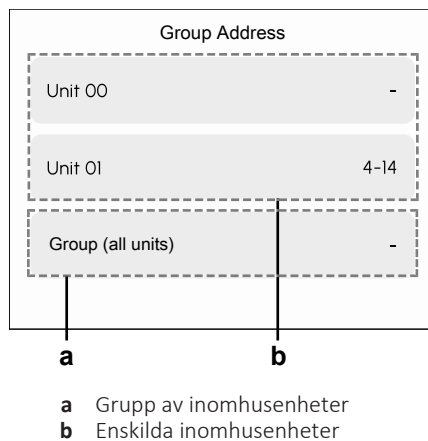 Group Address
Unit 00 -
Unit 01 4-14
Group (all units) -
a b
a Grupp av inomhusenheter
b Enskilda inomhusenheter